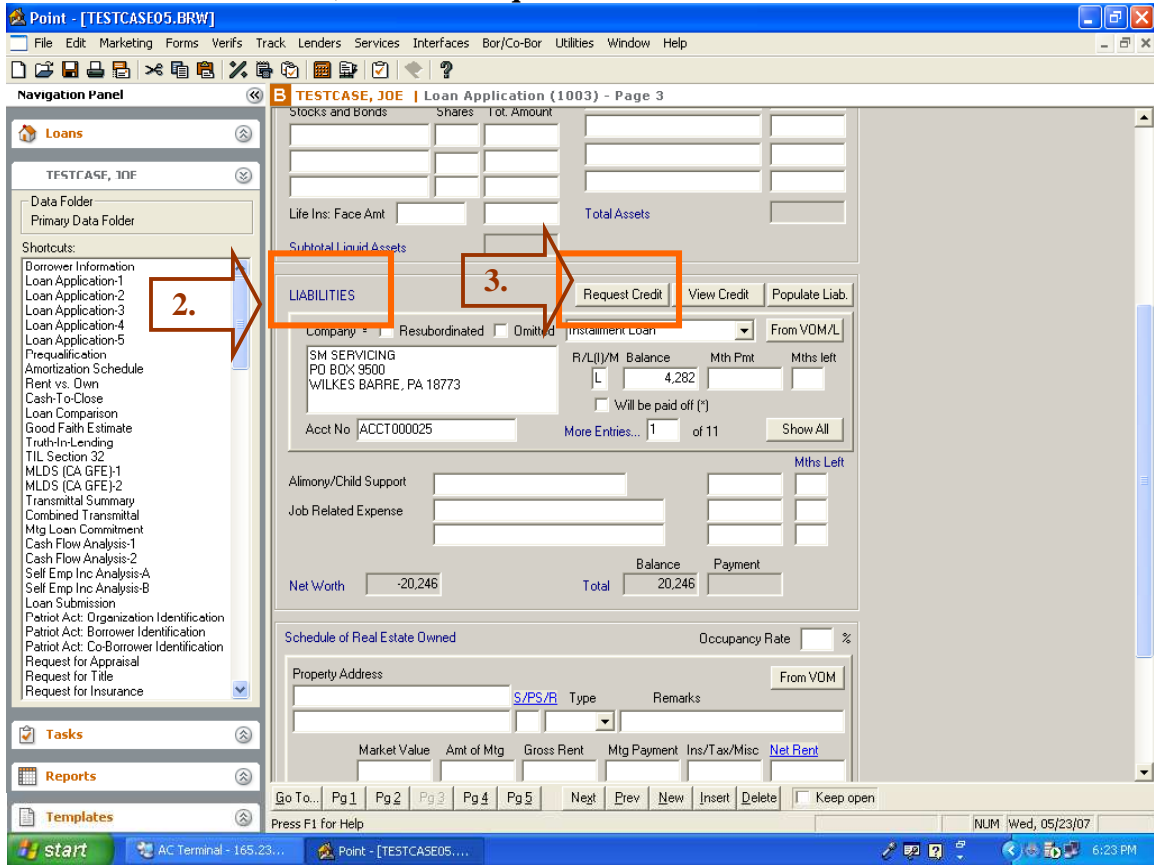 Point - [TESTCASE05.BRW]
File Edit Marketing Forms Verifs Track Lenders Services Interfaces Bor/Co-Bor Utilities Window Help
Navigation Panel
B TESTCASE, JOE | Loan Application (1003) - Page 3
Loans
TESTCASE, JOE
Data Folder
Primary Data Folder
Shortcuts:
Borrower Information
Loan Application-1
Loan Application-2
Loan Application-3
Loan Application-4
Loan Application-5
Prequalification
Amortization Schedule
Rent vs. Own
Cash-To-Close
Loan Comparison
Good Faith Estimate
Truth-In-Lending
TIL Section 32
MLDS (CA GFE)-1
MLDS (CA GFE)-2
Transmittal Summary
Combined Transmittal
Mtg Loan Commitment
Cash Flow Analysis-1
Cash Flow Analysis-2
Self Emp Inc Analysis-A
Self Emp Inc Analysis-B
Loan Submission
Patriot Act: Organization Identification
Patriot Act: Borrower Identification
Patriot Act: Co-Borrower Identification
Request for Appraisal
Request for Title
Request for Insurance
Tasks
Reports
Templates
2.
3.
Stocks and Bonds Shares Tot. Amount
Life Ins: Face Amt Total Assets
Subtotal Liquid Assets
LIABILITIES Request Credit View Credit Populate Liab.
Company * Resubordinated Omitted Installment Loan From VOM/L
SM SERVICING
PO BOX 9500
WILKES BARRE, PA 18773
R/L(I)/M Balance Mth Pmt Mths left
L 4,282
Will be paid off (*)
Acct No ACCT000025 More Entries... 1 of 11 Show All
Mths Left
Alimony/Child Support
Job Related Expense
Balance Payment
Net Worth -20,246 Total 20,246
Schedule of Real Estate Owned Occupancy Rate %
Property Address From VOM
S/PS/R Type Remarks
Market Value Amt of Mtg Gross Rent Mtg Payment Ins/Tax/Misc Net Rent
Go To... Pg 1 Pg 2 Pg 3 Pg 4 Pg 5 Next Prev New Insert Delete Keep open
Press F1 for Help NUM Wed, 05/23/07
start AC Terminal - 165.23... Point - [TESTCASE05.... 6:23 PM